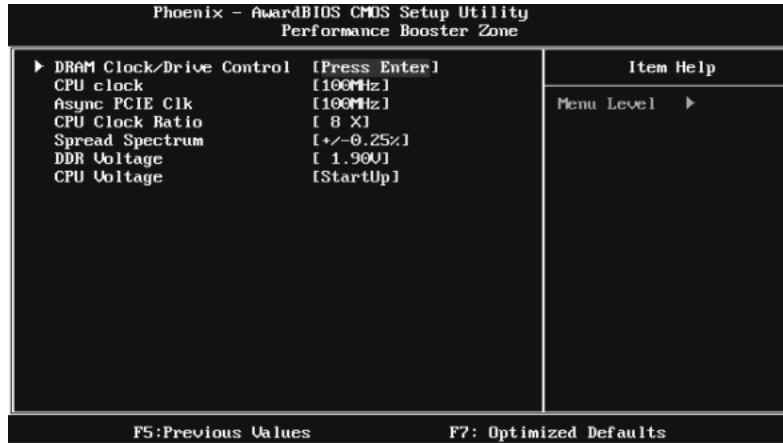 Phoenix - AwardBIOS CMOS Setup Utility
Performance Booster Zone
DRAM Clock/Drive Control [Press Enter]
CPU clock [100MHz]
Async PCIE Clk [100MHz]
CPU Clock Ratio [ 8 X]
Spread Spectrum [+/-0.25%]
DDR Voltage [ 1.90V]
CPU Voltage [StartUp]
Item Help
Menu Level
F5:Previous Values F7: Optimized Defaults